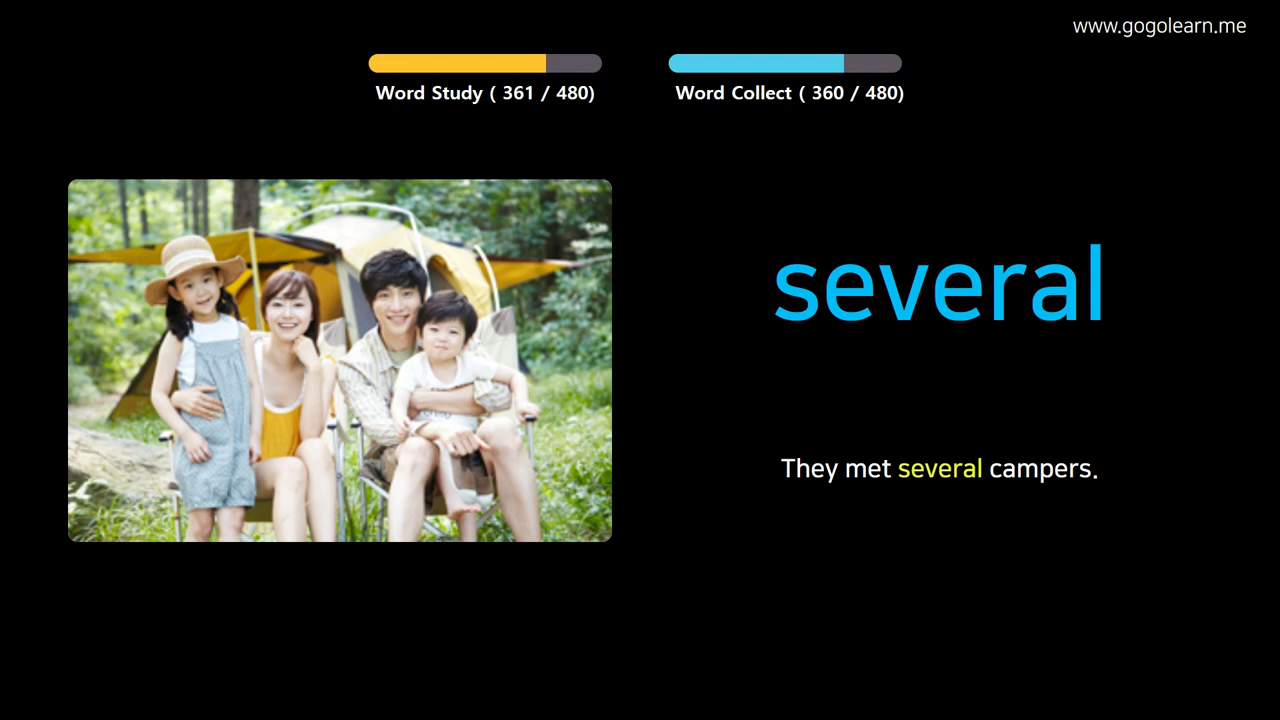 www.gogolearn.me
Word Study ( 361 / 480)
Word Collect ( 360 / 480)
several
They met several campers.